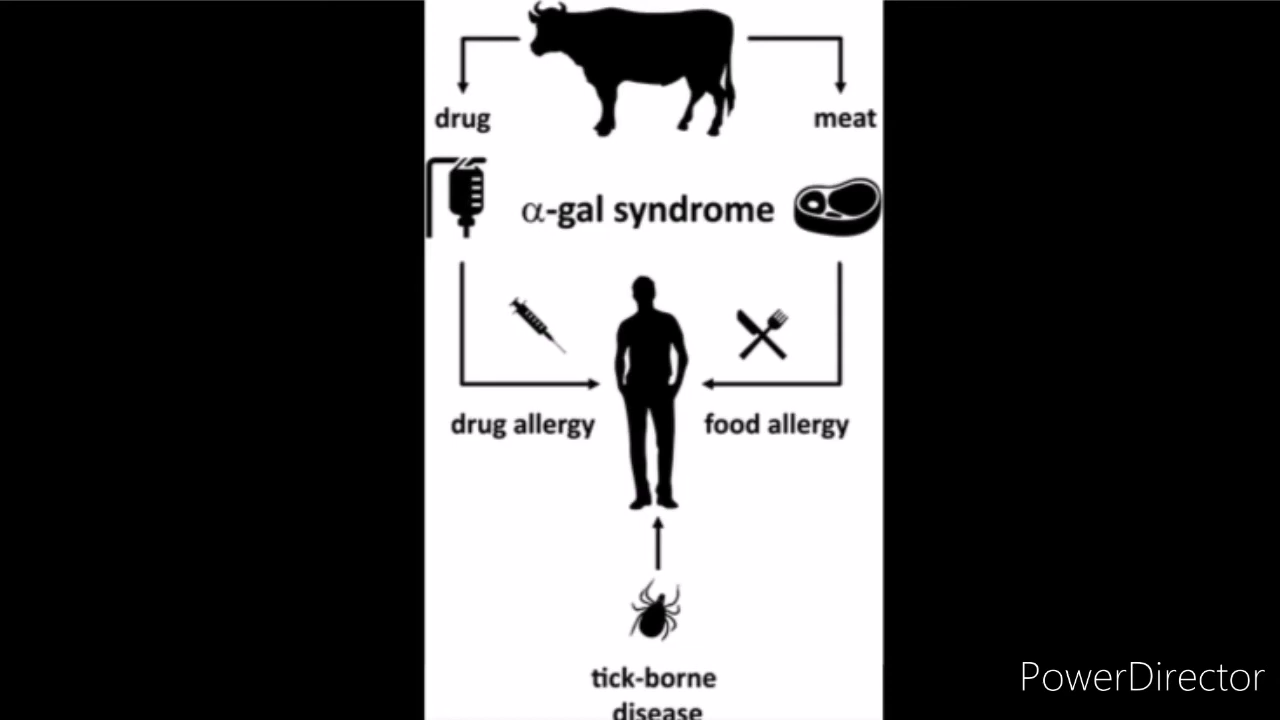 drug
meat
α-gal syndrome
drug allergy
food allergy
tick-borne
disease
PowerDirector